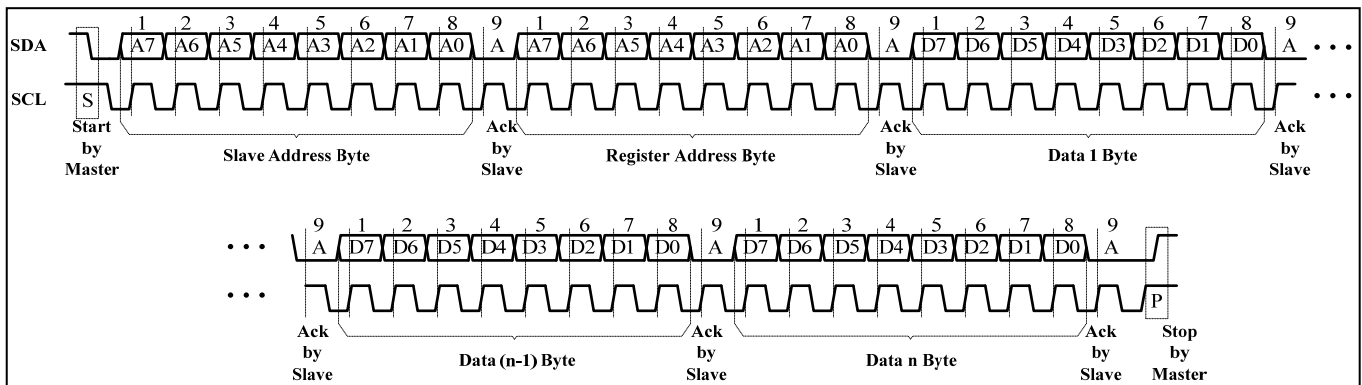 1 2 3 4 5 6 7 8 9 1 2 3 4 5 6 7 8 9 1 2 3 4 5 6 7 8 9
SDA A7 A6 A5 A4 A3 A2 A1 A0 A A7 A6 A5 A4 A3 A2 A1 A0 A D7 D6 D5 D4 D3 D2 D1 D0 A • • •
SCL S • • •
Start by Master
Slave Address Byte
Ack by Slave
Register Address Byte
Ack by Slave
Data 1 Byte
Ack by Slave
9 1 2 3 4 5 6 7 8 9 1 2 3 4 5 6 7 8 9
• • • A D7 D6 D5 D4 D3 D2 D1 D0 A D7 D6 D5 D4 D3 D2 D1 D0 A
• • • P
Ack by Slave
Data (n-1) Byte
Ack by Slave
Data n Byte
Ack by Slave
Stop by Master